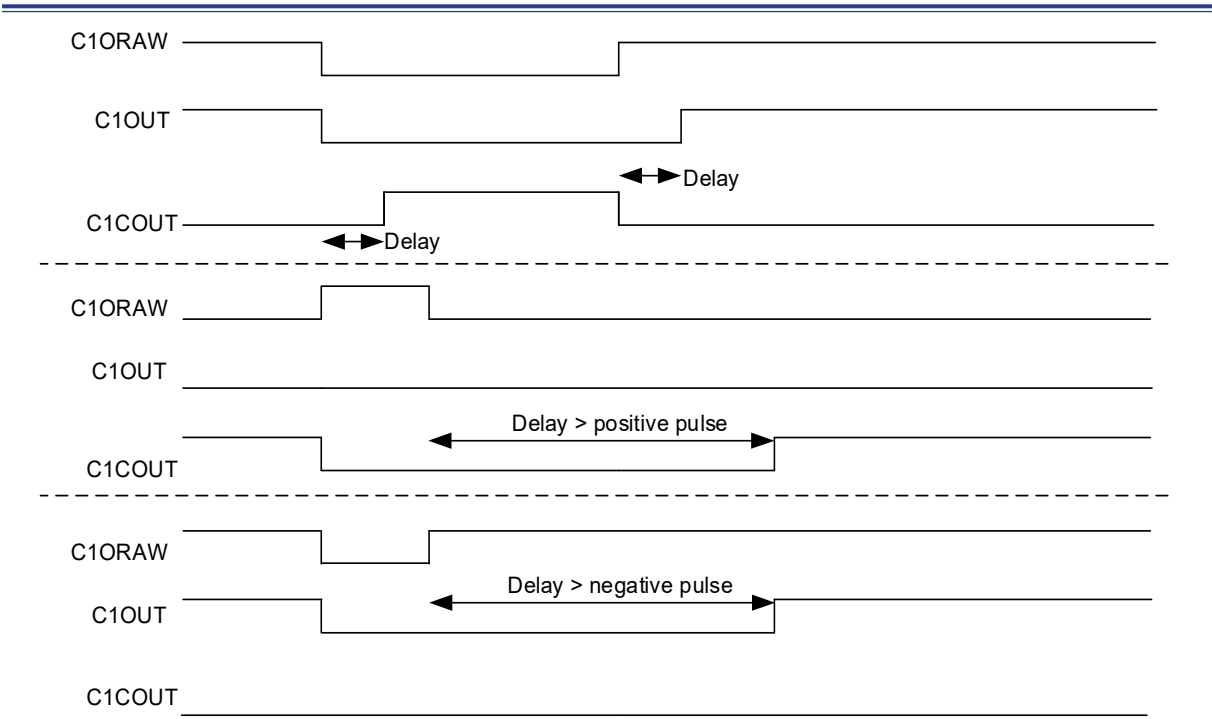 C1ORAW
C1OUT
Delay
C1COUT
Delay
C1ORAW
C1OUT
Delay > positive pulse
C1COUT
C1ORAW
Delay > negative pulse
C1OUT
C1COUT